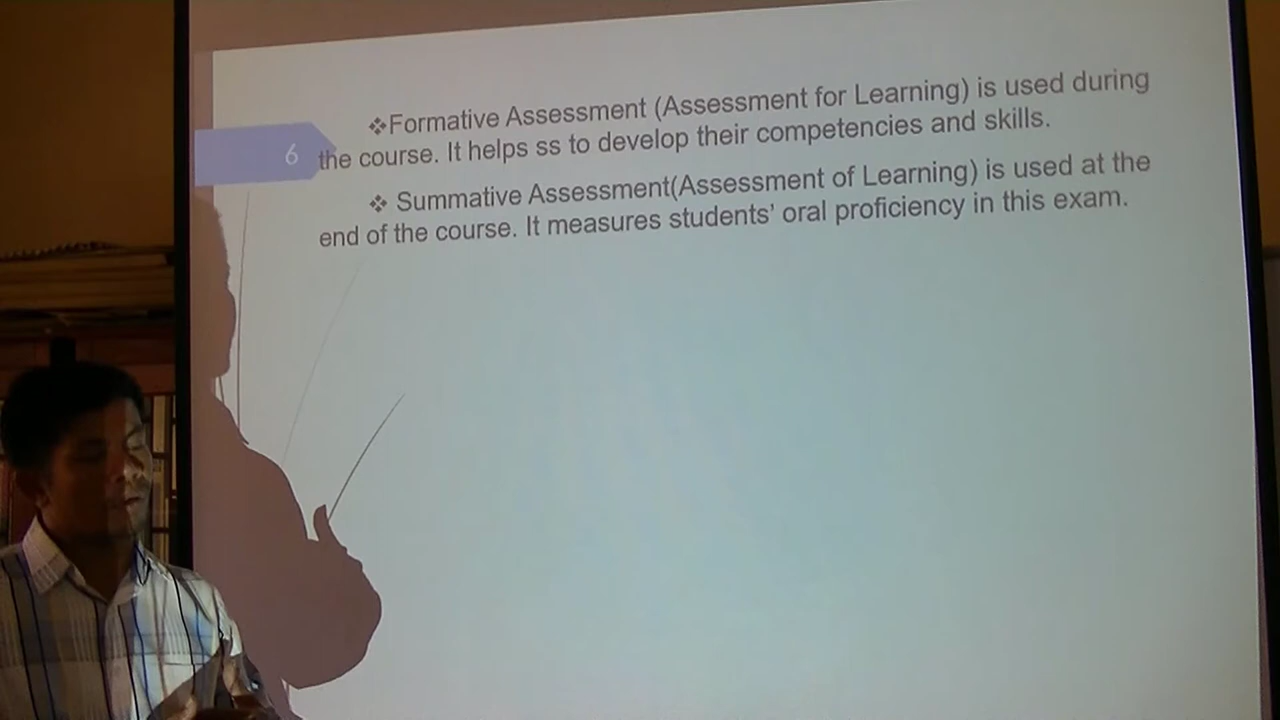 ❖Formative Assessment (Assessment for Learning) is used during
6
the course. It helps ss to develop their competencies and skills.
❖ Summative Assessment(Assessment of Learning) is used at the
end of the course. It measures students’ oral proficiency in this exam.